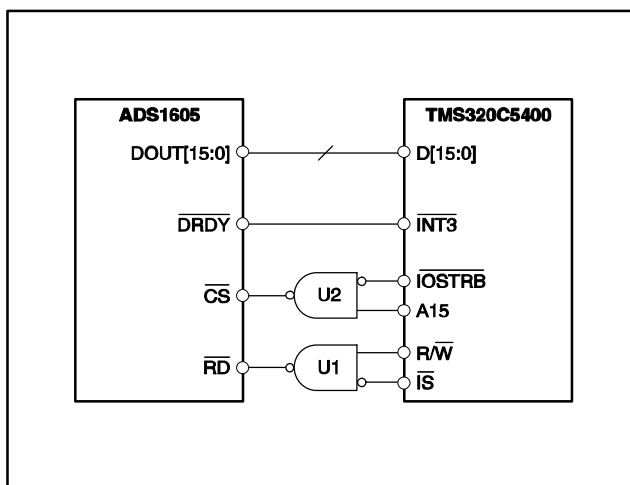 ADS1605 TMS320C5400
DOUT[15:0] D[15:0]
DRDY INT3
CS U2 IOSTRB
A15
RD U1 R/W
IS